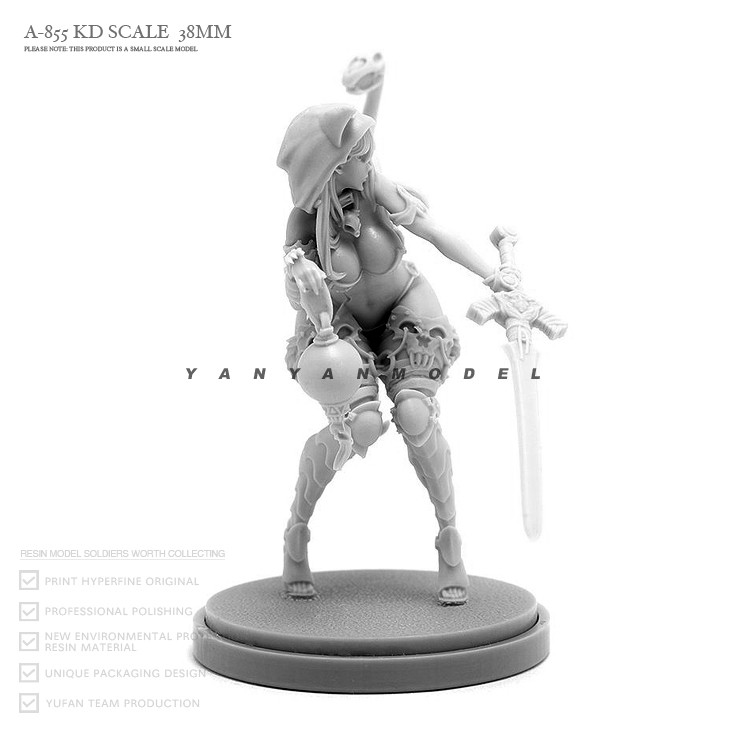 A-855 KD SCALE 38MM
PLEASE NOTE: THIS PRODUCT IS A SMALL SCALE MODEL
YANYANMODEL
RESIN MODEL SOLDIERS WORTH COLLECTING
PRINT HYPERFINE ORIGINAL
PROFESSIONAL POLISHING
NEW ENVIRONMENTAL
RESIN MATERIAL
UNIQUE PACKAGING DESIGN
YUFAN TEAM PRODUCTION